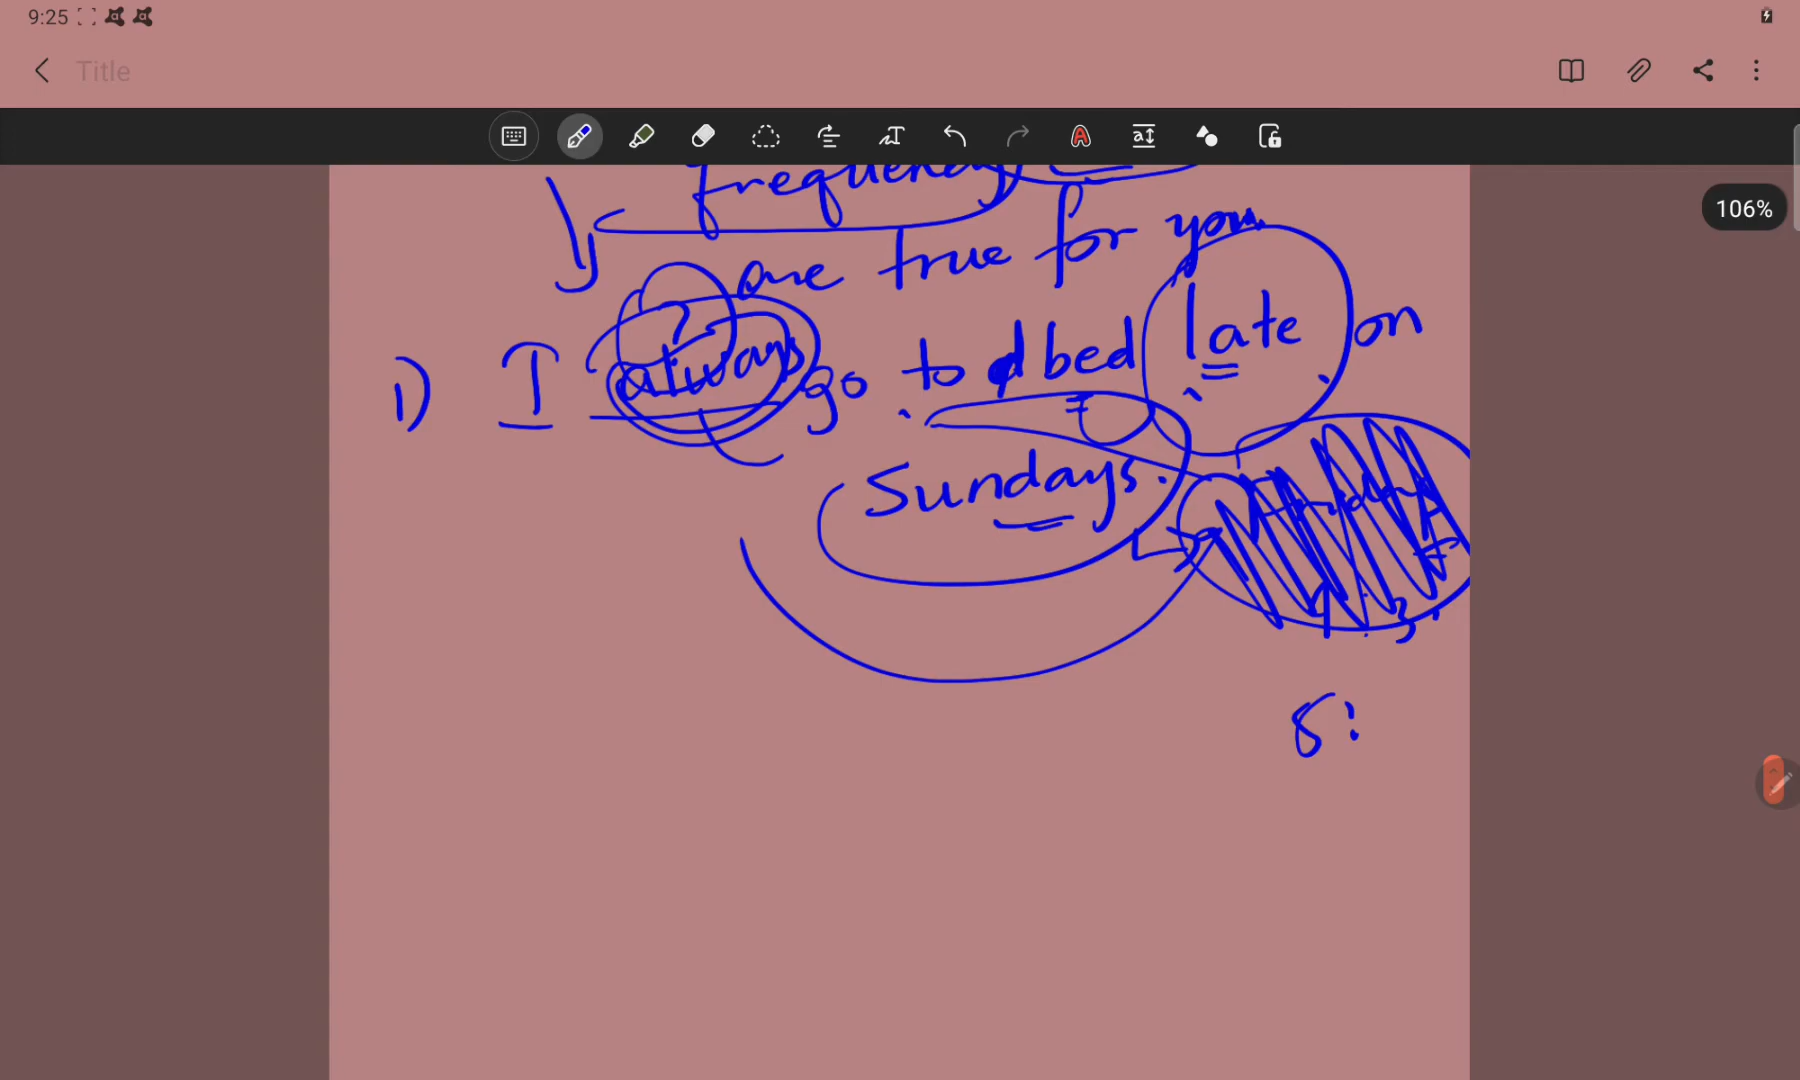 9:25
Title
106%
frequency
are true for you
1) I always go to bed late on
Sundays.
8: